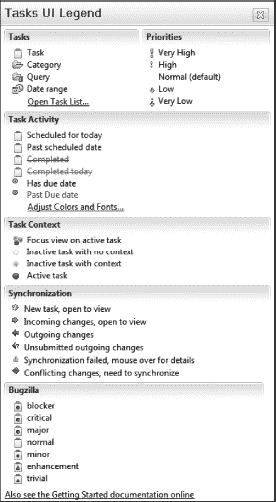 Tasks UI Legend
Tasks
Task
Category
Query
Date range
Open Task List...
Priorities
Very High
High
Normal (default)
Low
Very Low
Task Activity
Scheduled for today
Past scheduled date
Completed
Completed today
Has due date
Past Due date
Adjust Colors and Fonts...
Task Context
Focus view on active task
Inactive task with no context
Inactive task with context
Active task
Synchronization
New task, open to view
Incoming changes, open to view
Outgoing changes
Unsubmitted outgoing changes
Synchronization failed, mouse over for details
Conflicting changes, need to synchronize
Bugzilla
blocker
critical
major
normal
minor
enhancement
trivial
Also see the Getting Started documentation online